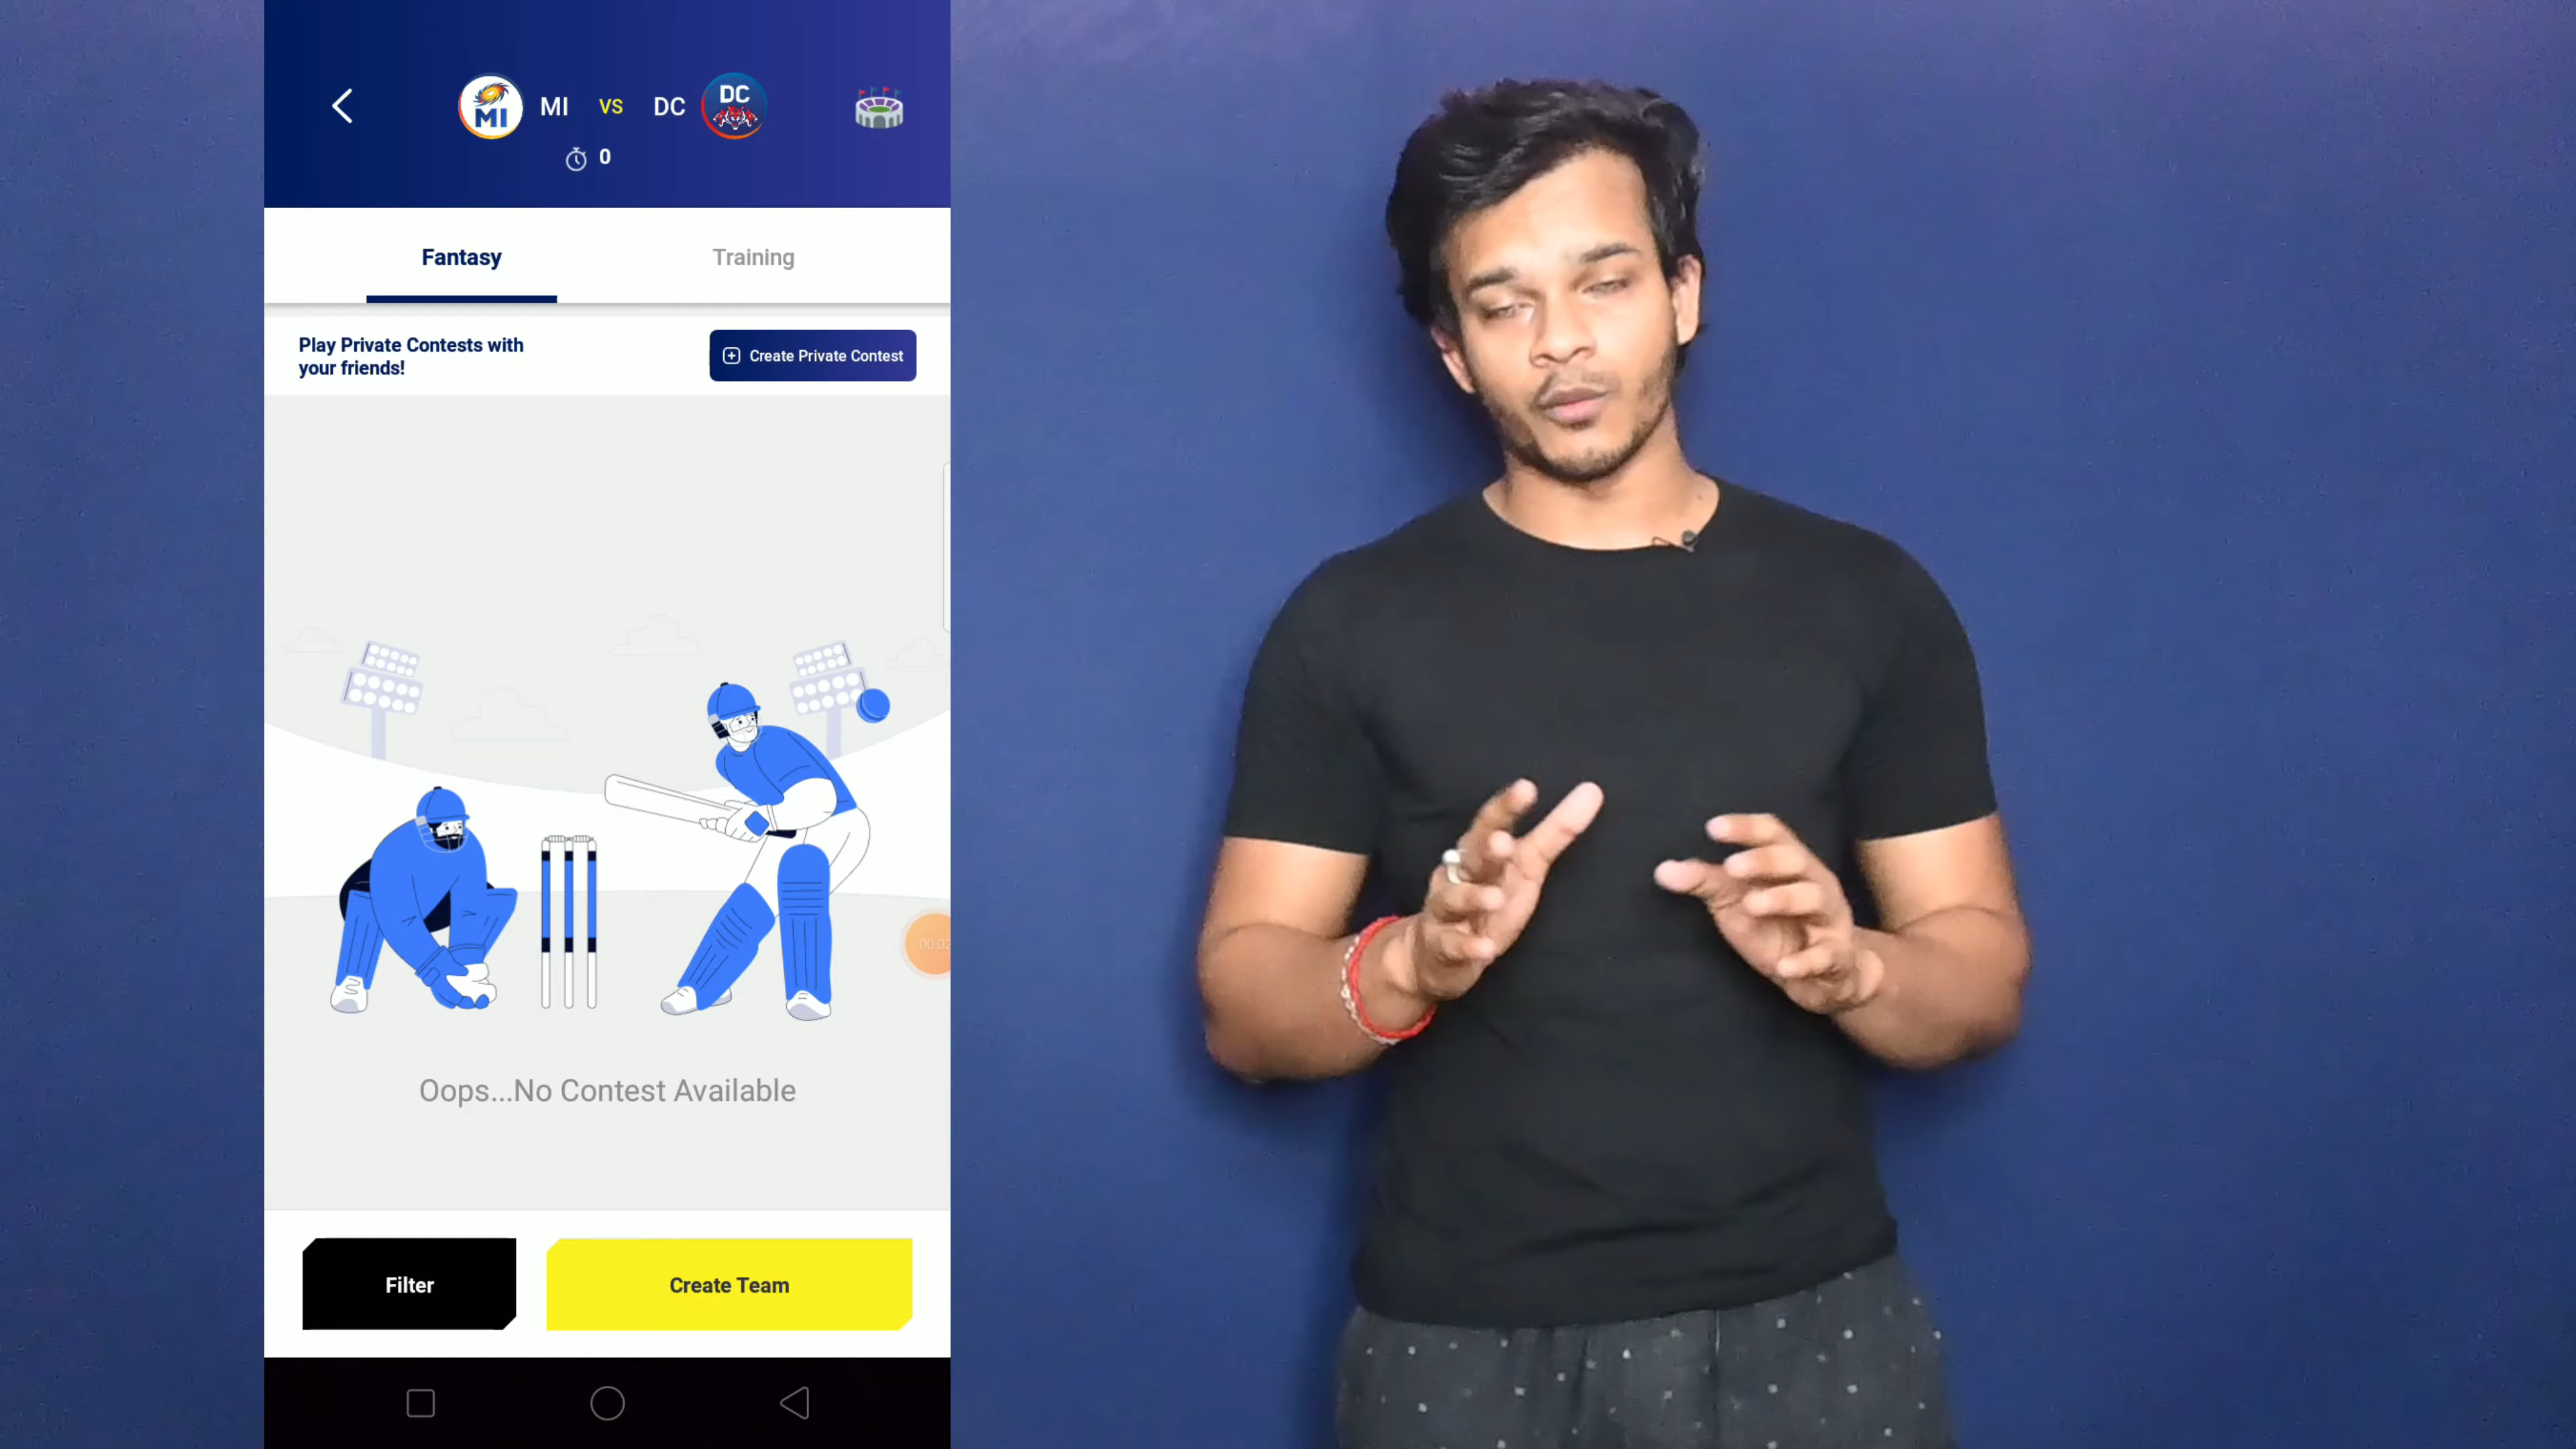 MI
MI VS DC
DC
0
Fantasy
Training
Play Private Contests with
your friends!
Create Private Contest
Oops...No Contest Available
Filter
Create Team